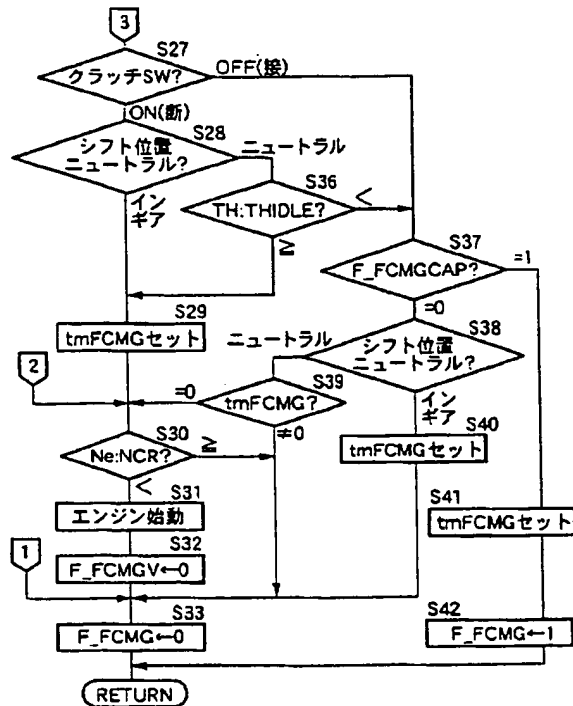 3
S27
クラッチSW?
OFF(接)
ON(断)
S28
シフト位置
ニュートラル?
ニュートラル
イン
ギア
S36
TH:THIDLE?
<
≧
S37
F_FCMGCAP?
=1
=0
S29
tmFCMGセット
S38
シフト位置
ニュートラル?
ニュートラル
イン
ギア
2
S39
tmFCMG?
=0
≠0
S40
tmFCMGセット
S30
Ne:NCR?
≧
<
S31
エンジン始動
S41
tmFCMGセット
S32
F_FCMGV←0
1
S33
F_FCMG←0
S42
F_FCMG←1
RETURN